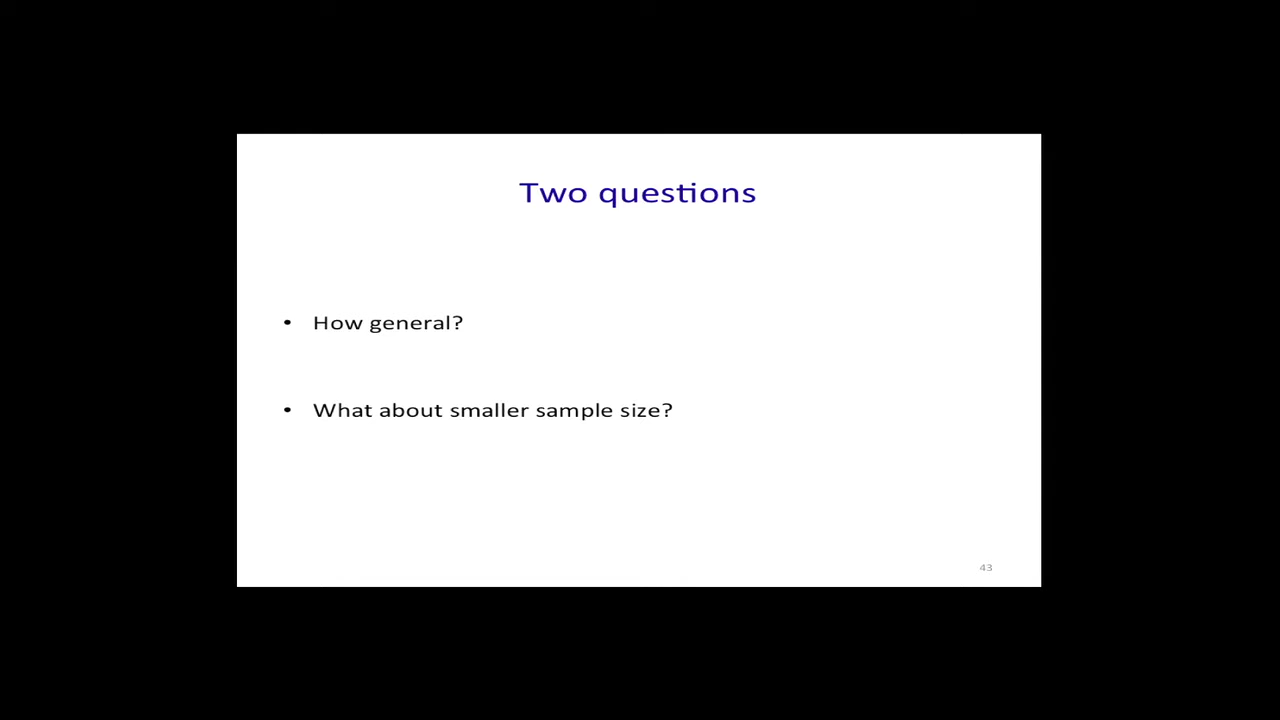 Two questions
• How general?
• What about smaller sample size?
43